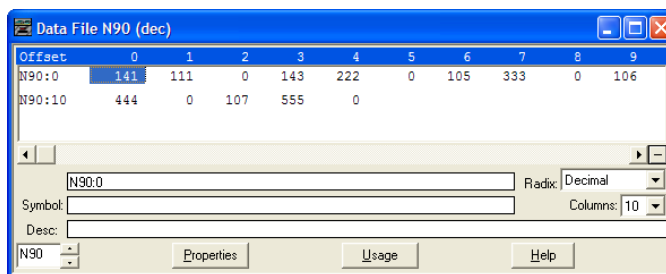 Data File N90 (dec)
Offset 0 1 2 3 4 5 6 7 8 9
N90:0 141 111 0 143 222 0 105 333 0 106
N90:10 444 0 107 555 0
N90:0 Radix: Decimal
Symbol: Columns: 10
Desc:
N90 Properties Usage Help